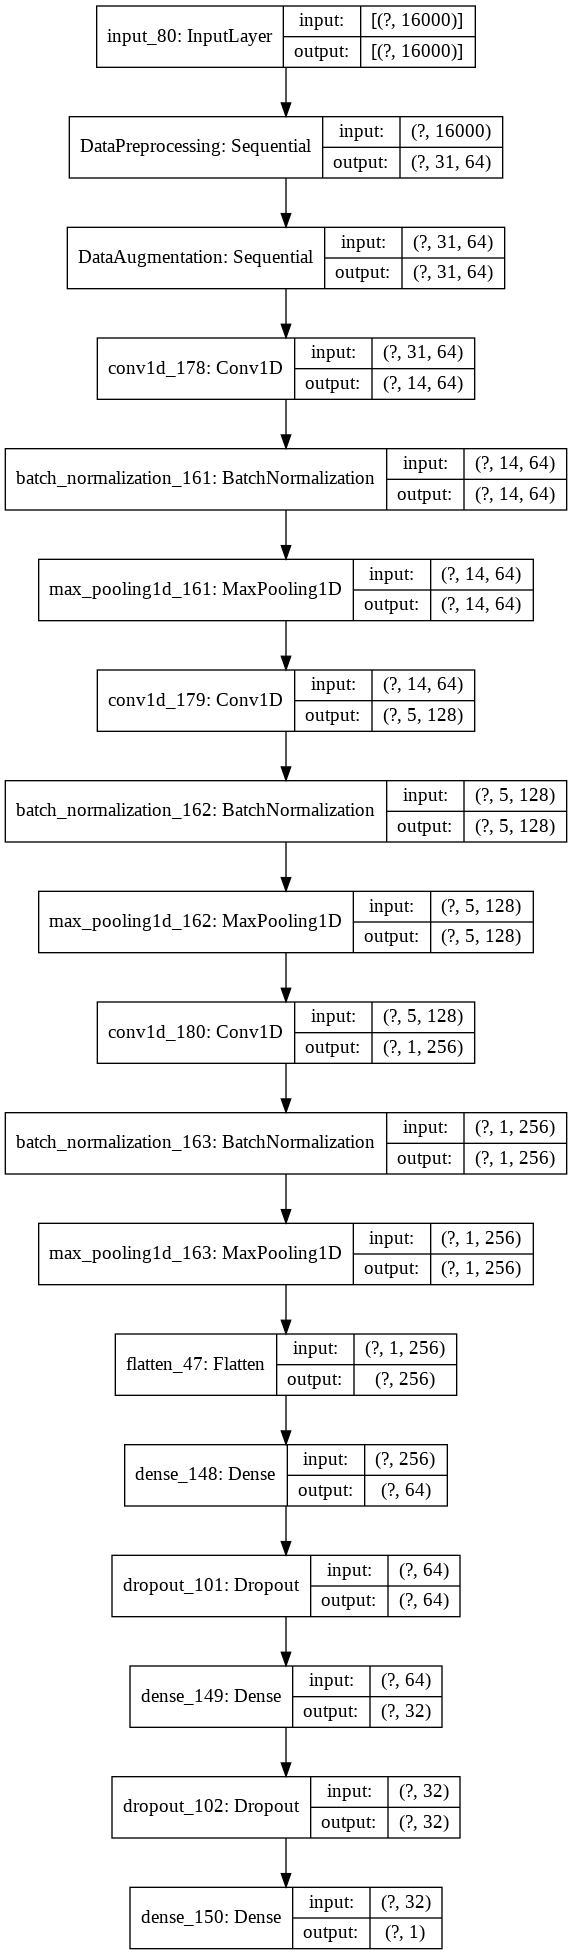 input_80: InputLayer
input:
[(?, 16000)]
output:
[(?, 16000)]
DataPreprocessing: Sequential
input:
(?, 16000)
output:
(?, 31, 64)
DataAugmentation: Sequential
input:
(?, 31, 64)
output:
(?, 31, 64)
conv1d_178: Conv1D
input:
(?, 31, 64)
output:
(?, 14, 64)
batch_normalization_161: BatchNormalization
input:
(?, 14, 64)
output:
(?, 14, 64)
max_pooling1d_161: MaxPooling1D
input:
(?, 14, 64)
output:
(?, 14, 64)
conv1d_179: Conv1D
input:
(?, 14, 64)
output:
(?, 5, 128)
batch_normalization_162: BatchNormalization
input:
(?, 5, 128)
output:
(?, 5, 128)
max_pooling1d_162: MaxPooling1D
input:
(?, 5, 128)
output:
(?, 5, 128)
conv1d_180: Conv1D
input:
(?, 5, 128)
output:
(?, 1, 256)
batch_normalization_163: BatchNormalization
input:
(?, 1, 256)
output:
(?, 1, 256)
max_pooling1d_163: MaxPooling1D
input:
(?, 1, 256)
output:
(?, 1, 256)
flatten_47: Flatten
input:
(?, 1, 256)
output:
(?, 256)
dense_148: Dense
input:
(?, 256)
output:
(?, 64)
dropout_101: Dropout
input:
(?, 64)
output:
(?, 64)
dense_149: Dense
input:
(?, 64)
output:
(?, 32)
dropout_102: Dropout
input:
(?, 32)
output:
(?, 32)
dense_150: Dense
input:
(?, 32)
output:
(?, 1)